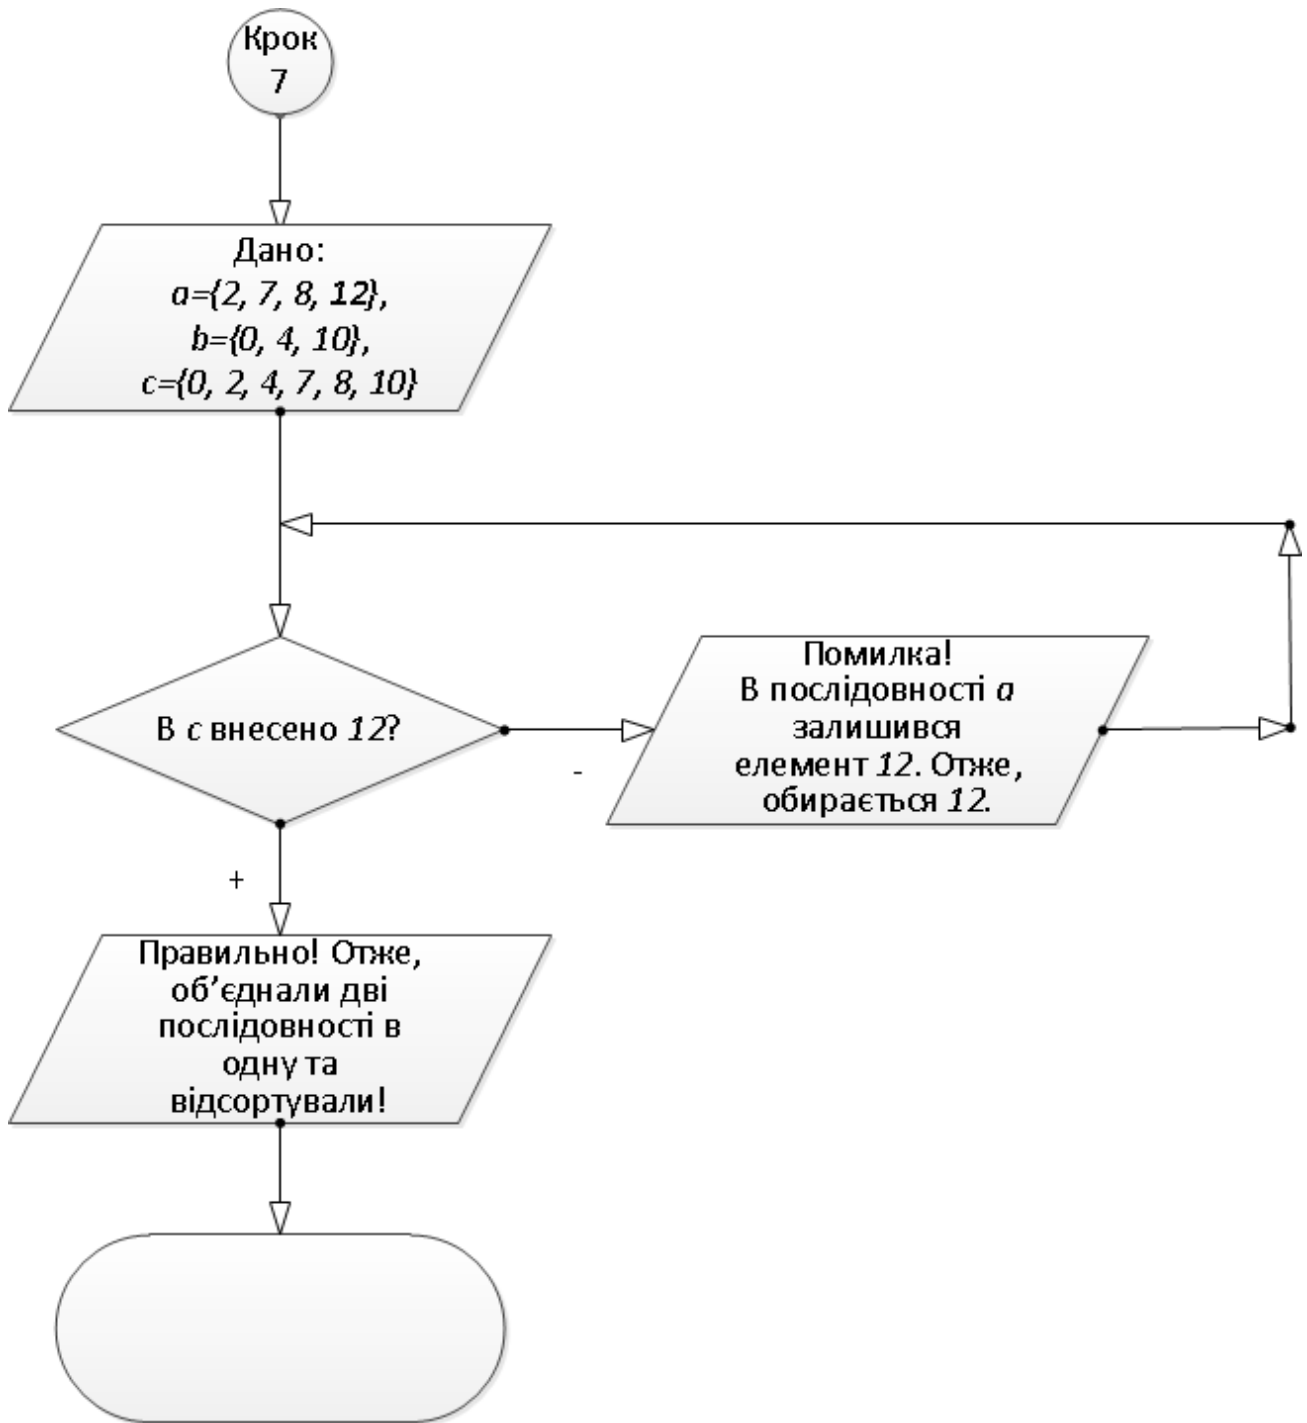 Крок
7
Дано:
a={2, 7, 8, 12},
b={0, 4, 10},
c={0, 2, 4, 7, 8, 10}
В c внесено 12?
-
Помилка!
В послідовності a
залишився
елемент 12. Отже,
обирається 12.
+
Правильно! Отже,
об’єднали дві
послідовності в
одну та
відсортували!